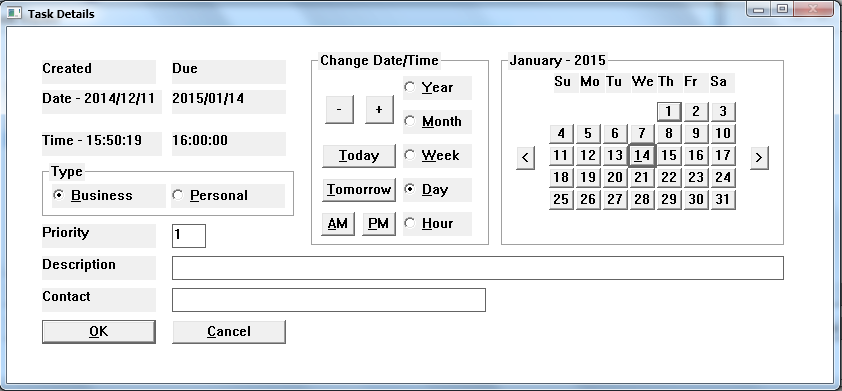 Task Details
Created Due
Date - 2014/12/11 2015/01/14
Time - 15:50:19 16:00:00
Type
Business Personal
Priority 1
Description
Contact
OK Cancel
Change Date/Time
- + Year
Month
Today Week
Tomorrow Day
AM PM Hour
January - 2015
Su Mo Tu We Th Fr Sa
1 2 3
4 5 6 7 8 9 10
< 11 12 13 14 15 16 17 >
18 19 20 21 22 23 24
25 26 27 28 29 30 31